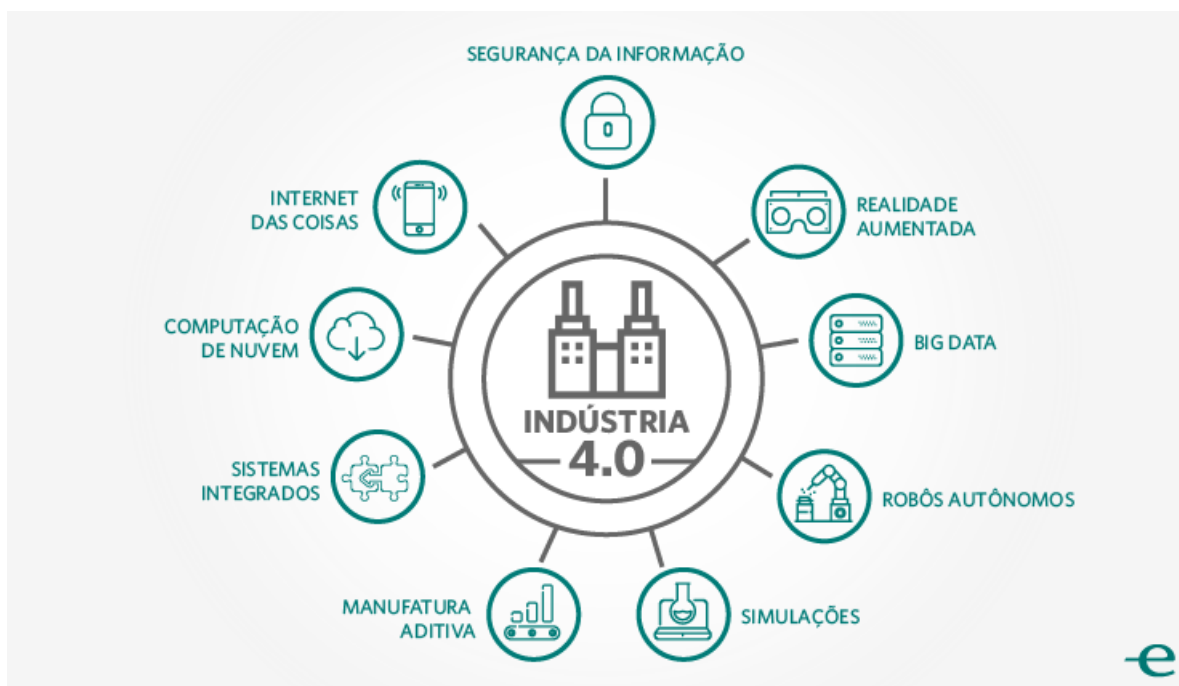 SEGURANÇA DA INFORMAÇÃO
INTERNET
DAS COISAS
REALIDADE
AUMENTADA
COMPUTAÇÃO
DE NUVEM
BIG DATA
INDÚSTRIA
4.0
SISTEMAS
INTEGRADOS
ROBÔS AUTÔNOMOS
MANUFATURA
ADITIVA
SIMULAÇÕES
e